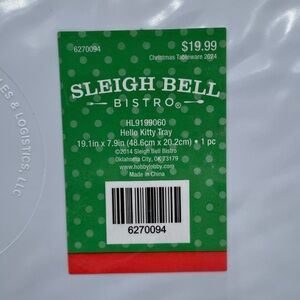 6270094
$19.99
Christmas Tableware 2024
SLEIGH BELL
BISTRO®
HL9199060
Hello Kitty Tray
19.1in x 7.9in (48.6cm x 20.2cm) • 1 pc
©2014 Sleigh Bell Bistro
Oklahoma City, OK 73179
www.hobbylobby.com
Made in China
6270094
ES & LOGISTICS, LLC